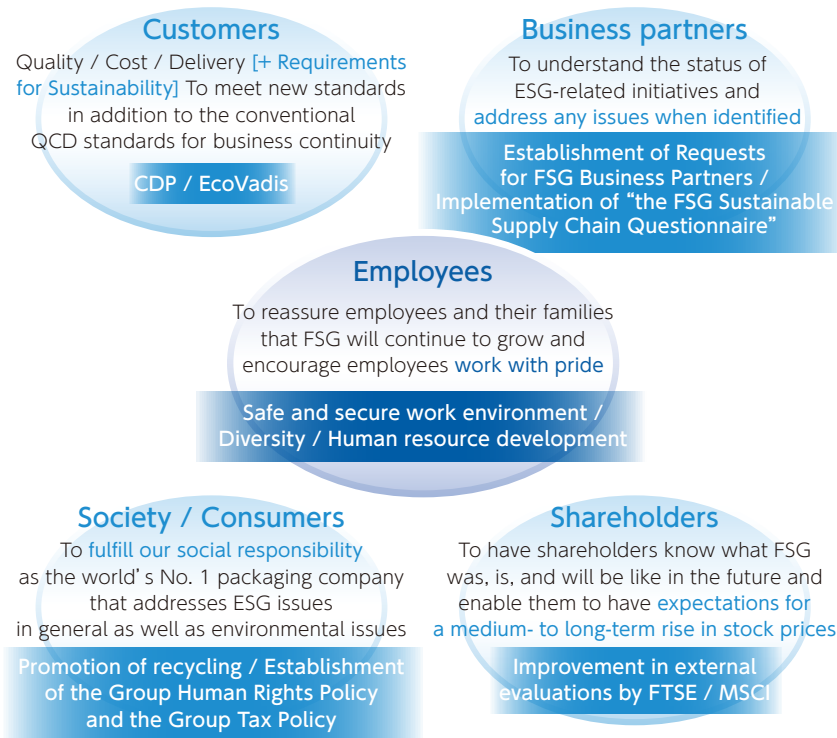 Customers
Quality / Cost / Delivery [+ Requirements
for Sustainability] To meet new standards
in addition to the conventional
QCD standards for business continuity
CDP / EcoVadis
Business partners
To understand the status of
ESG-related initiatives and
address any issues when identified
Establishment of Requests
for FSG Business Partners /
Implementation of “the FSG Sustainable
Supply Chain Questionnaire”
Employees
To reassure employees and their families
that FSG will continue to grow and
encourage employees work with pride
Safe and secure work environment /
Diversity / Human resource development
Society / Consumers
To fulfill our social responsibility
as the world’s No. 1 packaging company
that addresses ESG issues
in general as well as environmental issues
Promotion of recycling / Establishment
of the Group Human Rights Policy
and the Group Tax Policy
Shareholders
To have shareholders know what FSG
was, is, and will be like in the future and
enable them to have expectations for
a medium- to long-term rise in stock prices
Improvement in external
evaluations by FTSE / MSCI